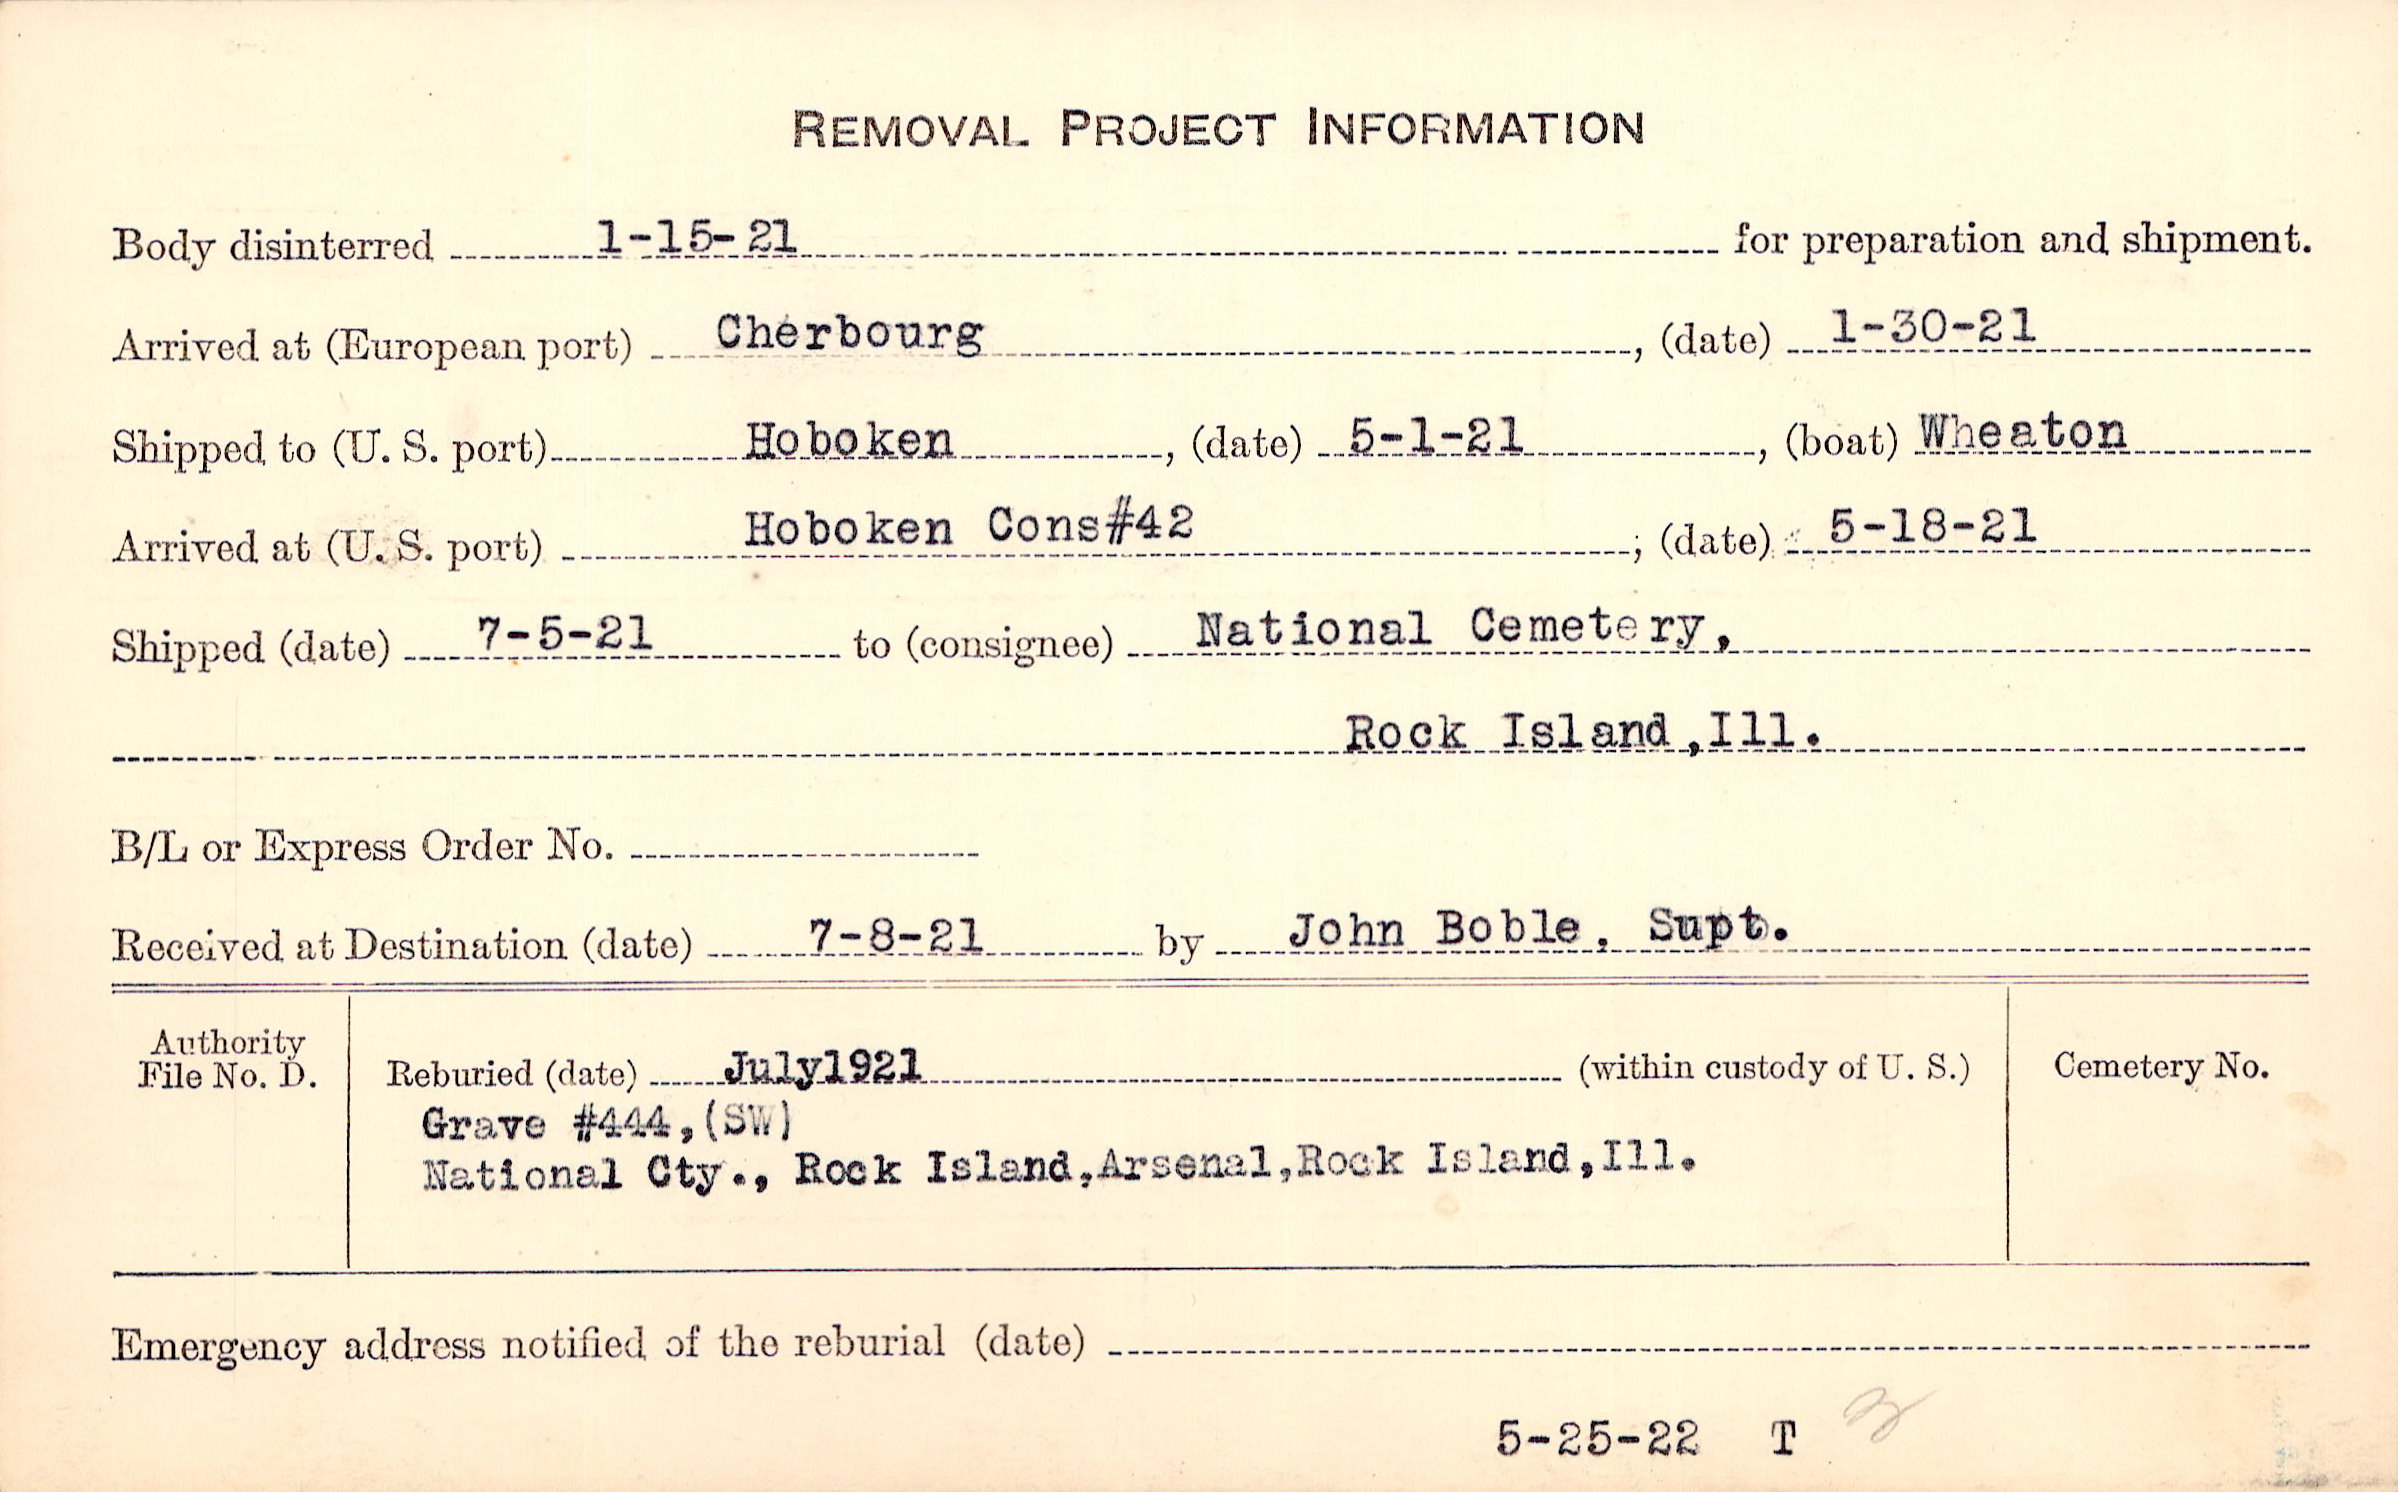 REMOVAL PROJECT INFORMATION
Body disinterred 1-15-21 for preparation and shipment.
Arrived at (European port) Cherbourg, (date) 1-30-21
Shipped to (U. S. port) Hoboken, (date) 5-1-21, (boat) Wheaton
Arrived at (U. S. port) Hoboken Cons#42; (date) 5-18-21
Shipped (date) 7-5-21 to (consignee) National Cemetery,
Rock Island,Ill.
B/L or Express Order No.
Received at Destination (date) 7-8-21 by John Boble, Supt.
Authority File No. D.
Reburied (date) July1921 (within custody of U. S.)
Grave #444,(SW)
National Cty., Rock Island,Arsenal,Rock Island,Ill.
Cemetery No.
Emergency address notified of the reburial (date)
5-25-22 T